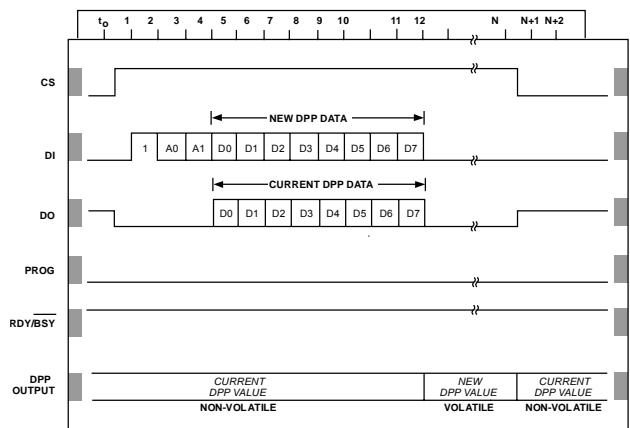 to 1 2 3 4 5 6 7 8 9 10 11 12 N N+1 N+2
CS
NEW DPP DATA
DI 1 A0 A1 D0 D1 D2 D3 D4 D5 D6 D7
CURRENT DPP DATA
DO D0 D1 D2 D3 D4 D5 D6 D7
PROG
RDY/BSY
DPP OUTPUT
CURRENT DPP VALUE
NEW DPP VALUE
CURRENT DPP VALUE
NON-VOLATILE VOLATILE NON-VOLATILE